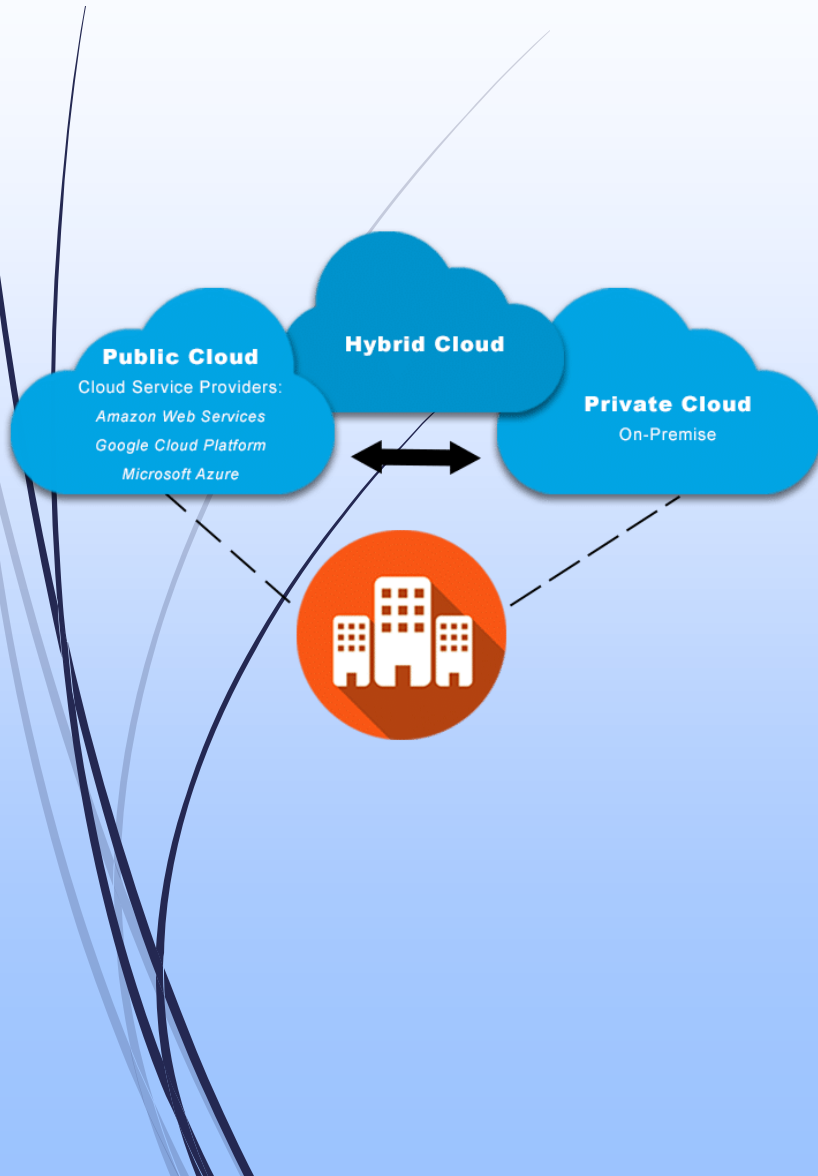 Hybrid Cloud
Public Cloud
Cloud Service Providers:
Amazon Web Services
Google Cloud Platform
Microsoft Azure
Private Cloud
On-Premise